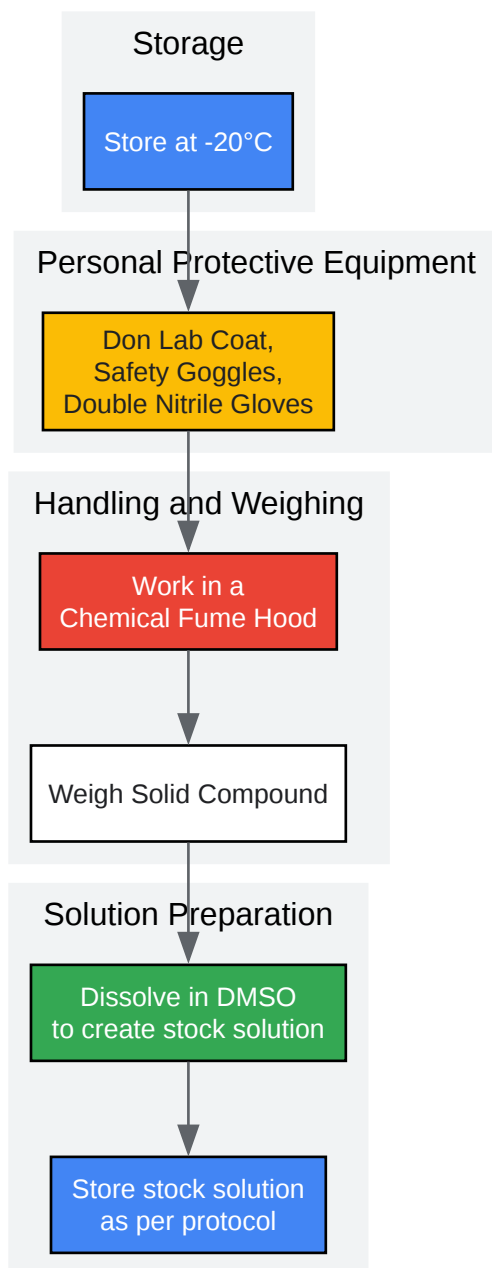 Storage
Store at -20°C
Personal Protective Equipment
Don Lab Coat,
Safety Goggles,
Double Nitrile Gloves
Handling and Weighing
Work in a
Chemical Fume Hood
Weigh Solid Compound
Solution Preparation
Dissolve in DMSO
to create stock solution
Store stock solution
as per protocol